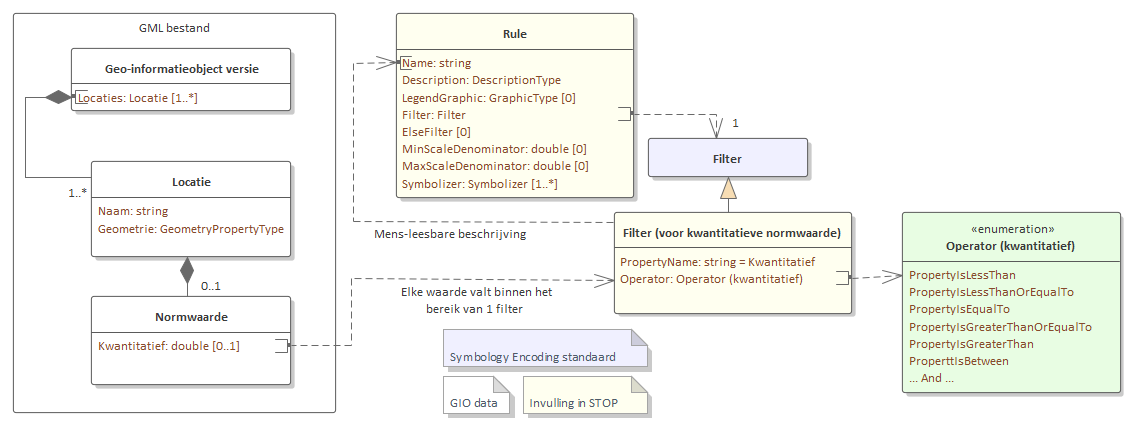 GML bestand
Geo-informatieobject versie
Locaties: Locatie [1..*]
1..*
Locatie
Naam: string
Geometrie: GeometryPropertyType
0..1
Normwaarde
Kwantitatief: double [0..1]
Rule
Name: string
Description: DescriptionType
LegendGraphic: GraphicType [0]
Filter: Filter
ElseFilter [0]
MinScaleDenominator: double [0]
MaxScaleDenominator: double [0]
Symbolizer: Symbolizer [1..*]
1
Filter
Mens-leesbare beschrijving
Filter (voor kwantitatieve normwaarde)
PropertyName: string = Kwantitatief
Operator: Operator (kwantitatief)
Elke waarde valt binnen het
bereik van 1 filter
«enumeration»
Operator (kwantitatief)
PropertyIsLessThan
PropertyIsLessThanOrEqualTo
PropertyIsEqualTo
PropertyIsGreaterThanOrEqualTo
PropertyIsGreaterThan
ProperttIsBetween
... And ...
Symbology Encoding standaard
GIO data
Invulling in STOP